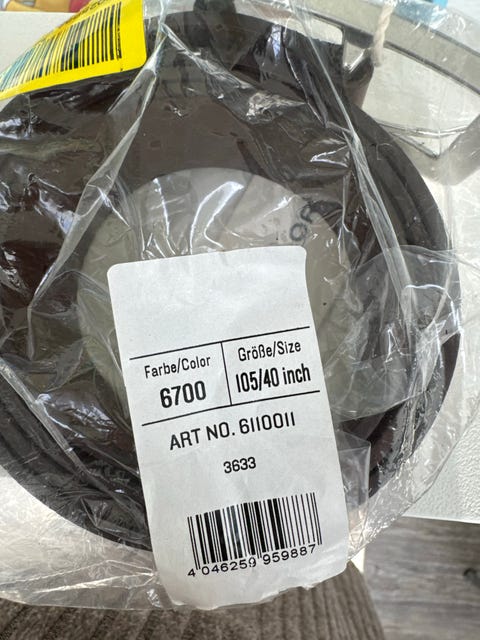 Farbe/Color
6700
Größe/Size
105/40 inch
ART NO. 6110011
3633
4 046259 959887